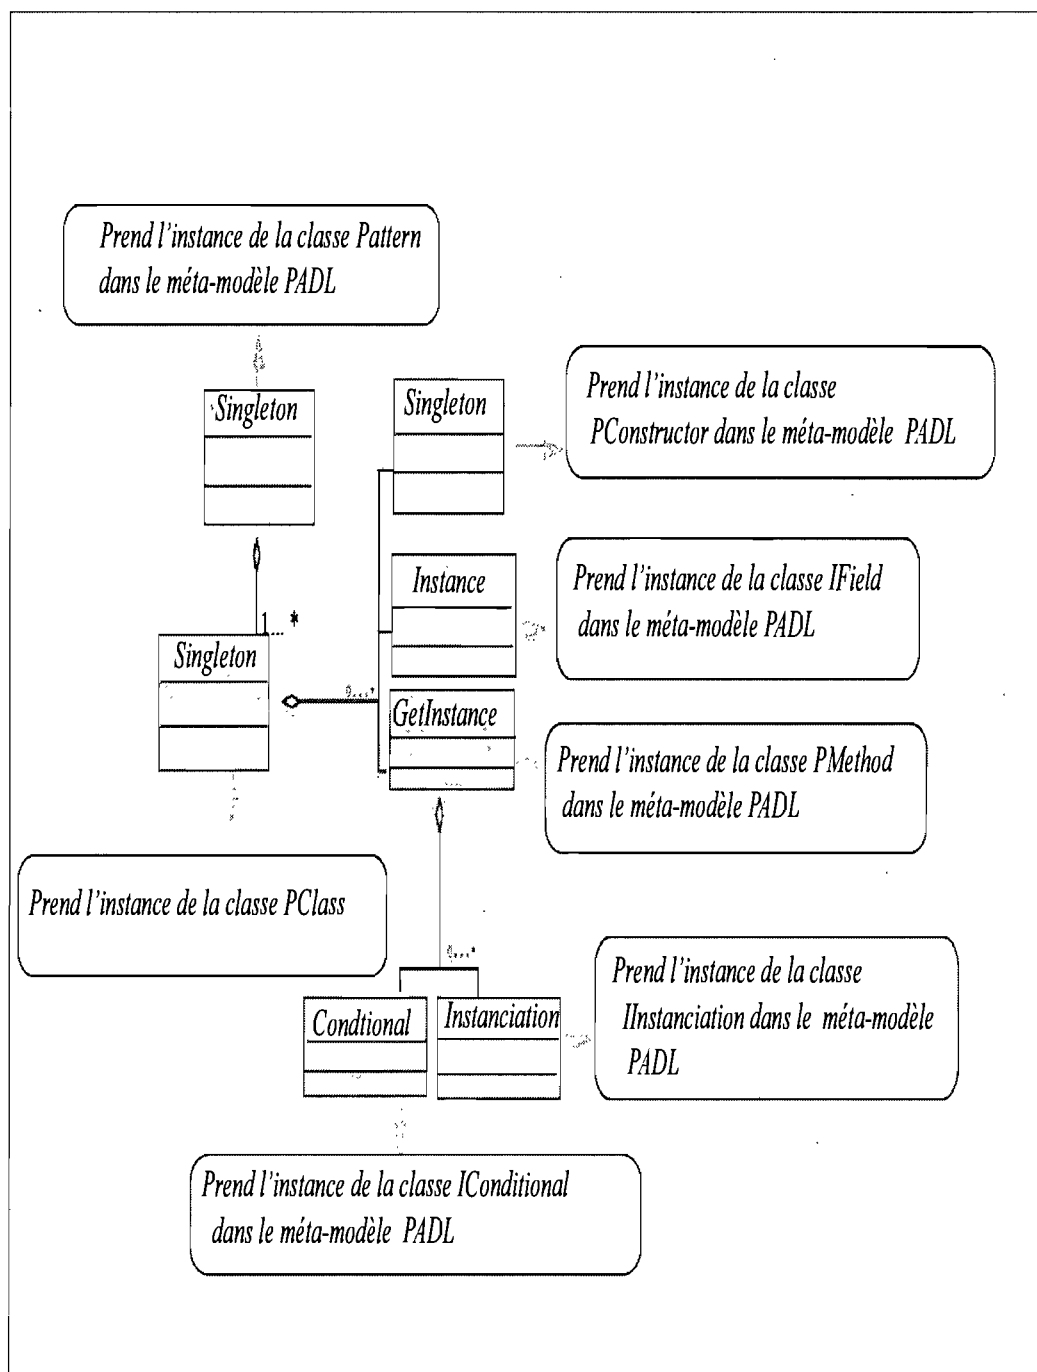 Prend l'instance de la classe Pattern
dans le méta-modèle PADL
Singleton
Singleton
Prend l'instance de la classe
PConstructor dans le méta-modèle PADL
Instance
Prend l'instance de la classe IField
dans le méta-modèle PADL
1...*
Singleton
0...*
GetInstance
Prend l'instance de la classe PMethod
dans le méta-modèle PADL
Prend l'instance de la classe PClass
0...*
Condtional
Instanciation
Prend l'instance de la classe
IInstanciation dans le méta-modèle
PADL
Prend l'instance de la classe IConditional
dans le méta-modèle PADL